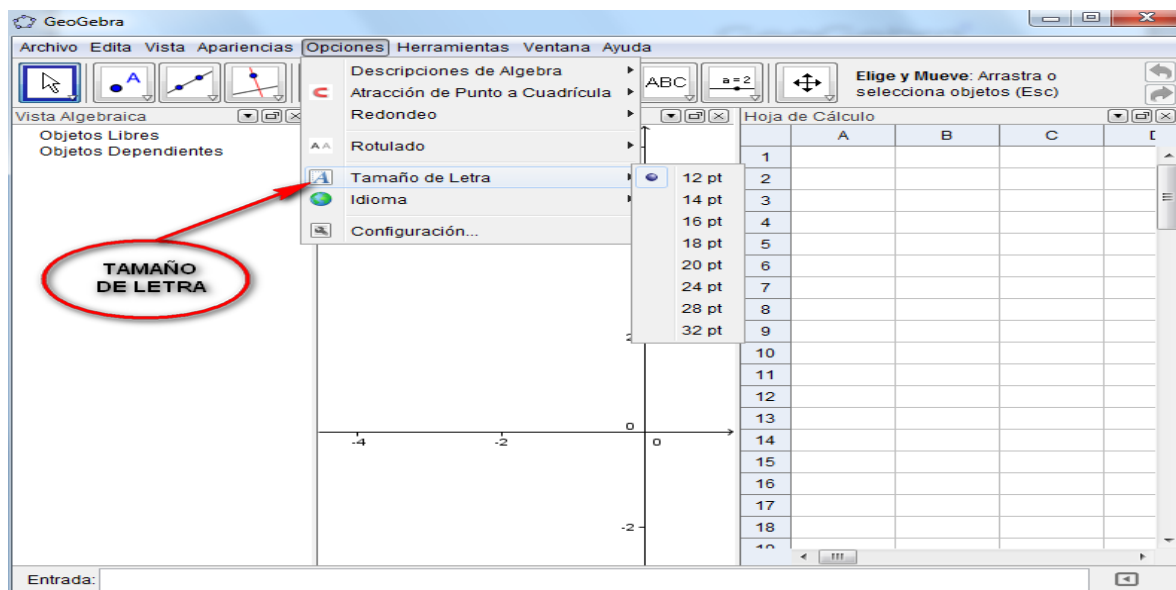 GeoGebra
Archivo Edita Vista Apariencias Opciones Herramientas Ventana Ayuda
A
ABC
a=2
Elige y Mueve: Arrastra o
selecciona objetos (Esc)
Descripciones de Algebra
Atracción de Punto a Cuadrícula
Redondeo
AA Rotulado
A Tamaño de Letra
Idioma
Configuración...
12 pt
14 pt
16 pt
18 pt
20 pt
24 pt
28 pt
32 pt
Vista Algebraica
Objetos Libres
Objetos Dependientes
TAMAÑO
DE LETRA
2
0
-4 -2 0
-2
Hoja de Cálculo
A B C
1
2
3
4
5
6
7
8
9
10
11
12
13
14
15
16
17
18
Entrada: